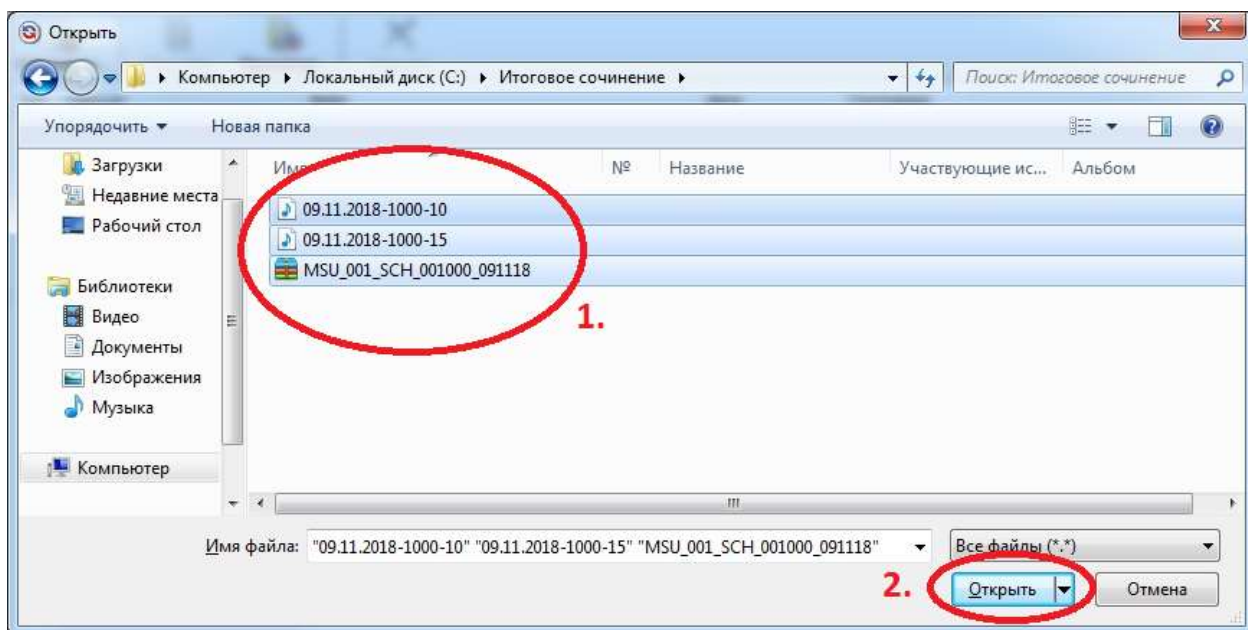 Открыть
Компьютер ▸ Локальный диск (C:) ▸ Итоговое сочинение ▸
Поиск: Итоговое сочинение
Упорядочить ▼ Новая папка
Загрузки
Недавние места
Рабочий стол
Библиотеки
Видео
Документы
Изображения
Музыка
Компьютер
№ Название Участвующие ис... Альбом
09.11.2018-1000-10
09.11.2018-1000-15
MSU_001_SCH_001000_091118
1.
Имя файла: "09.11.2018-1000-10" "09.11.2018-1000-15" "MSU_001_SCH_001000_091118"
Все файлы (*.*)
2.
Открыть
Отмена